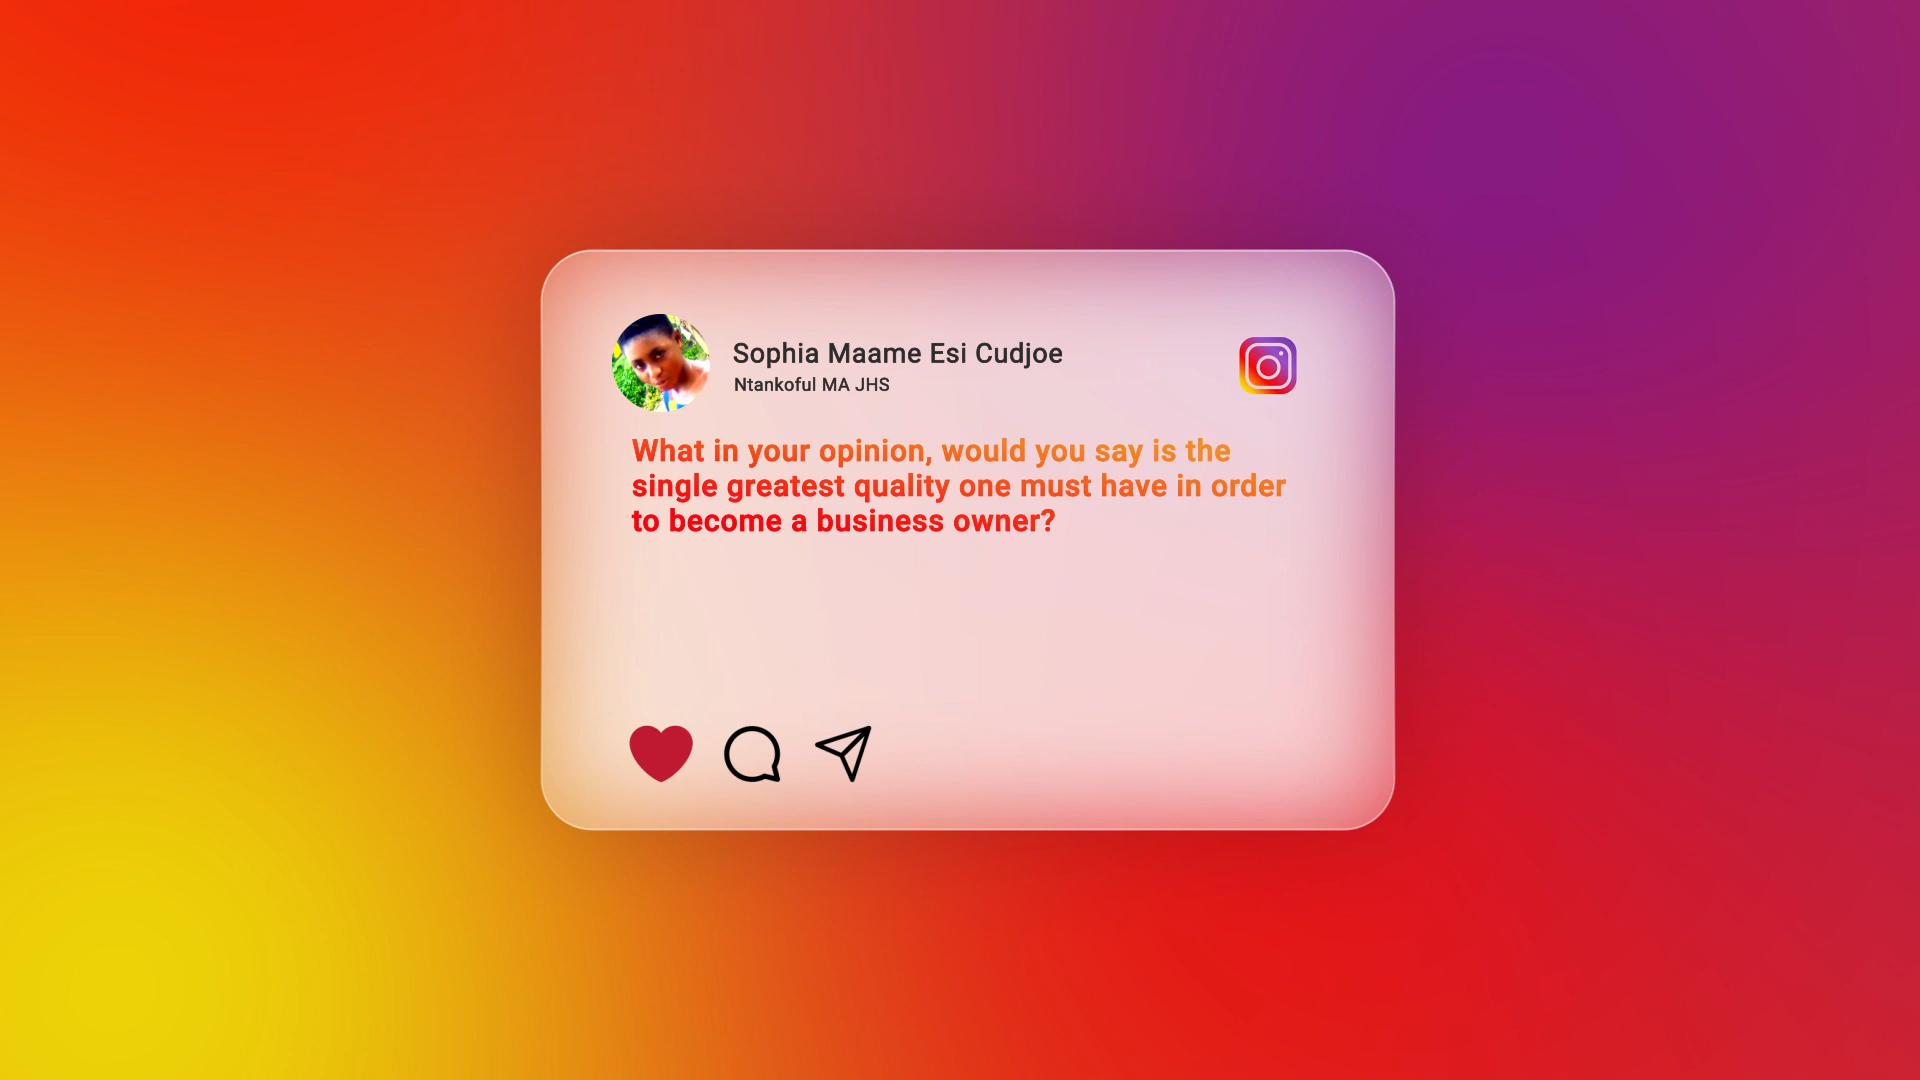 Sophia Maame Esi Cudjoe
Ntankoful MA JHS
What in your opinion, would you say is the
single greatest quality one must have in order
to become a business owner?